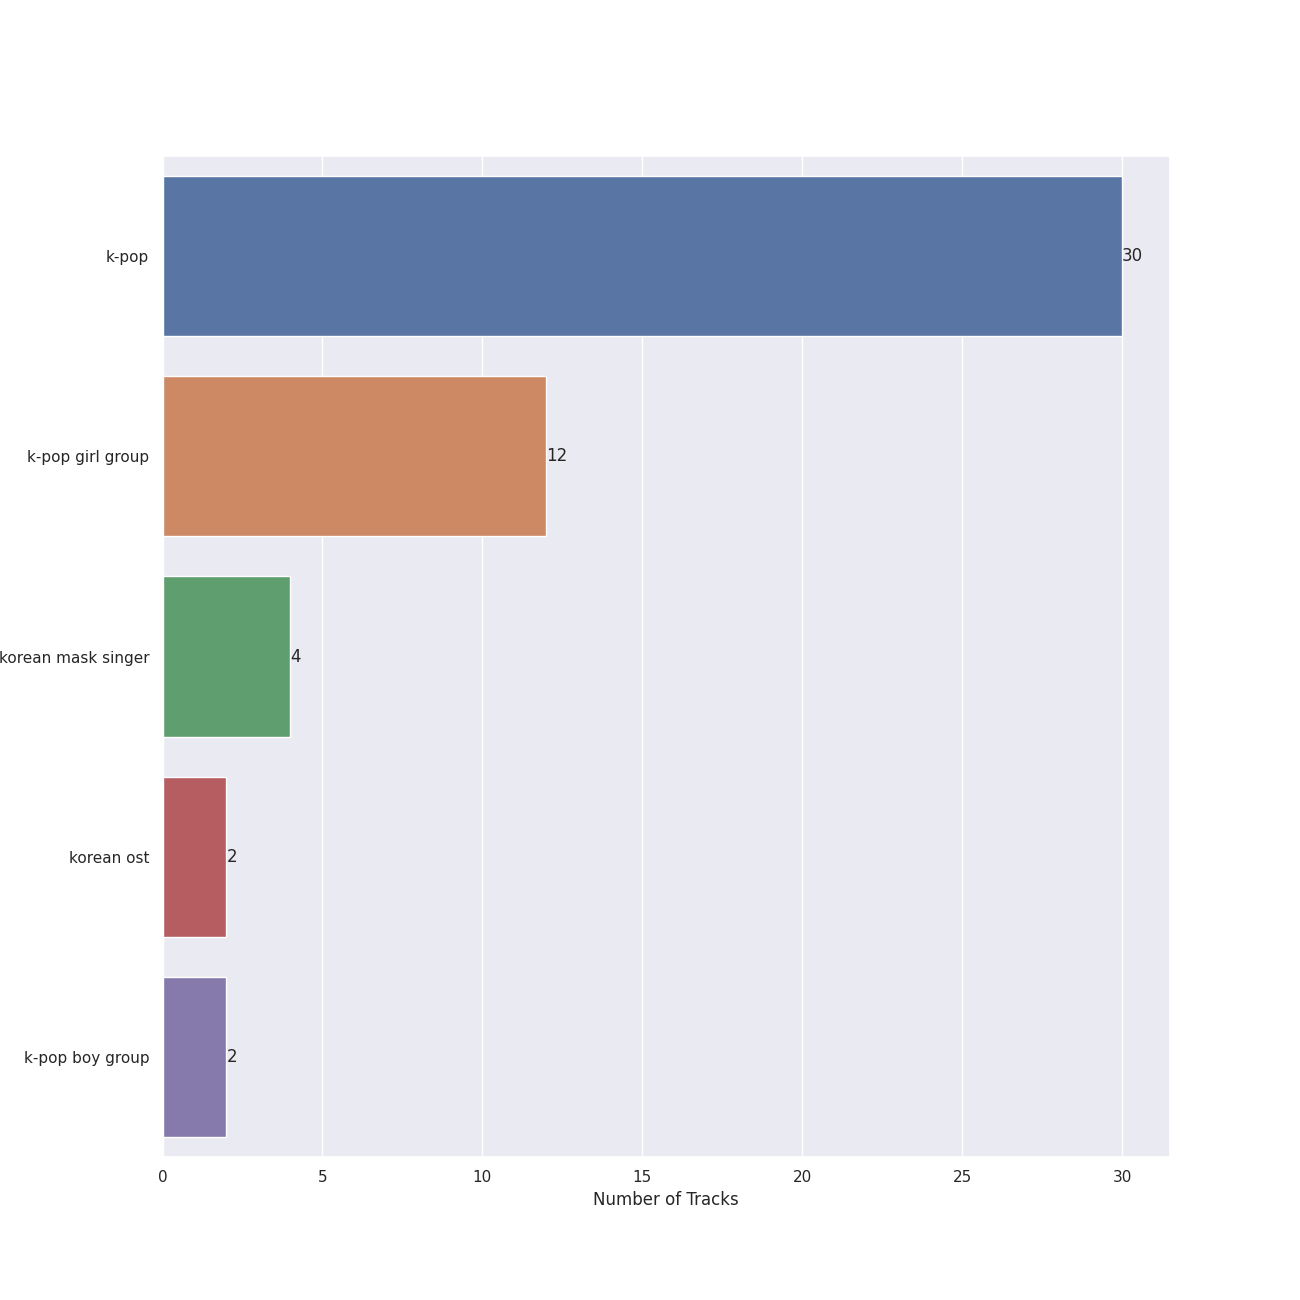 k-pop
30
k-pop girl group
12
korean mask singer
4
korean ost
2
k-pop boy group
2
0 5 10 15 20 25 30
Number of Tracks